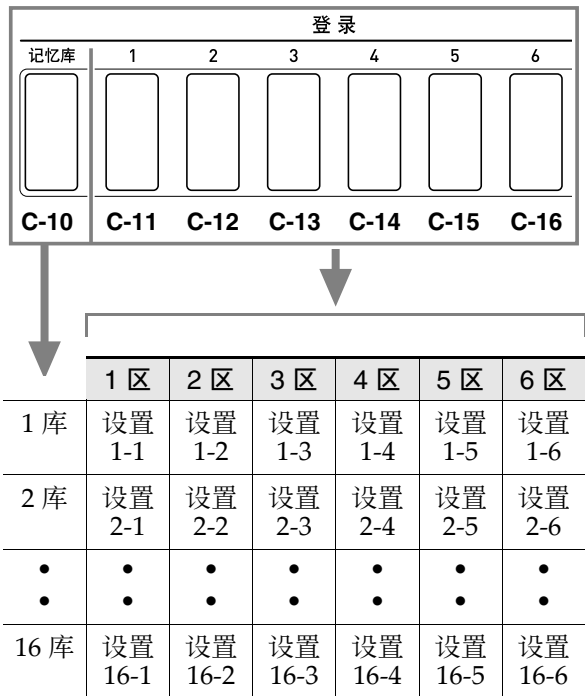 登录
记忆库 1 2 3 4 5 6
C-10 C-11 C-12 C-13 C-14 C-15 C-16
1 区 2 区 3 区 4 区 5 区 6 区
1 库 设置 1-1 设置 1-2 设置 1-3 设置 1-4 设置 1-5 设置 1-6
2 库 设置 2-1 设置 2-2 设置 2-3 设置 2-4 设置 2-5 设置 2-6
16 库 设置 16-1 设置 16-2 设置 16-3 设置 16-4 设置 16-5 设置 16-6